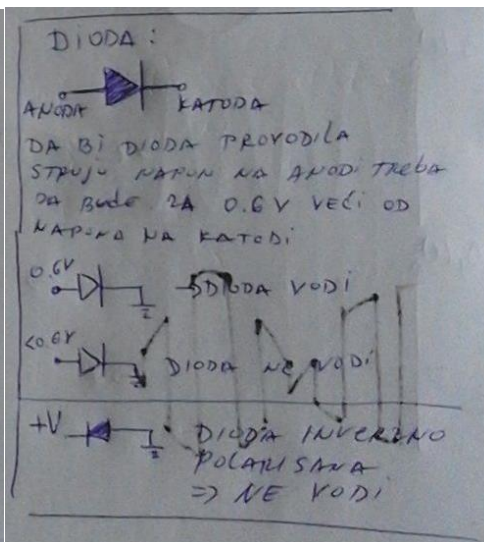 DIODA:
ANODA KATODA
DA BI DIODA PROVODILA
STRUJU NAPON NA ANODI TREBA
DA BUDE ZA 0.6V VEĆI OD
NAPONA NA KATODI
0.6V DIODA VODI
<0.6V DIODA NE VODI
+V DIODA INVERZNO
POLARISANA
=> NE VODI